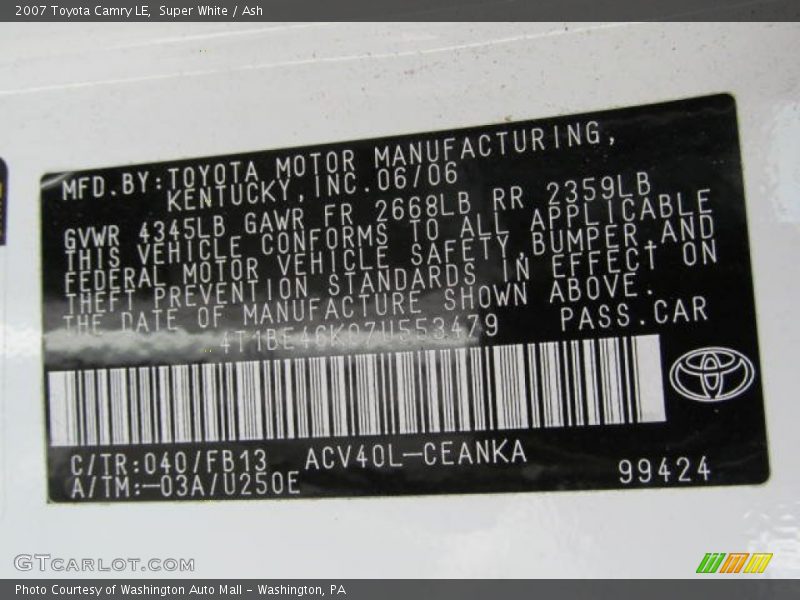 2007 Toyota Camry LE, Super White / Ash
MFD.BY:TOYOTA MOTOR MANUFACTURING,
KENTUCKY,INC.06/06
GVWR 4345LB GAWR FR 2668LB RR 2359LB
THIS VEHICLE CONFORMS TO ALL APPLICABLE
FEDERAL MOTOR VEHICLE SAFETY,BUMPER,AND
THEFT PREVENTION STANDARDS IN EFFECT ON
THE DATE OF MANUFACTURE SHOWN ABOVE.
4T1BE46K97U553479 PASS.CAR
C/TR:040/FB13 ACV40L-CEANKA
A/TM:-03A/U250E
99424
GTCARLOT.COM
Photo Courtesy of Washington Auto Mall - Washington, PA